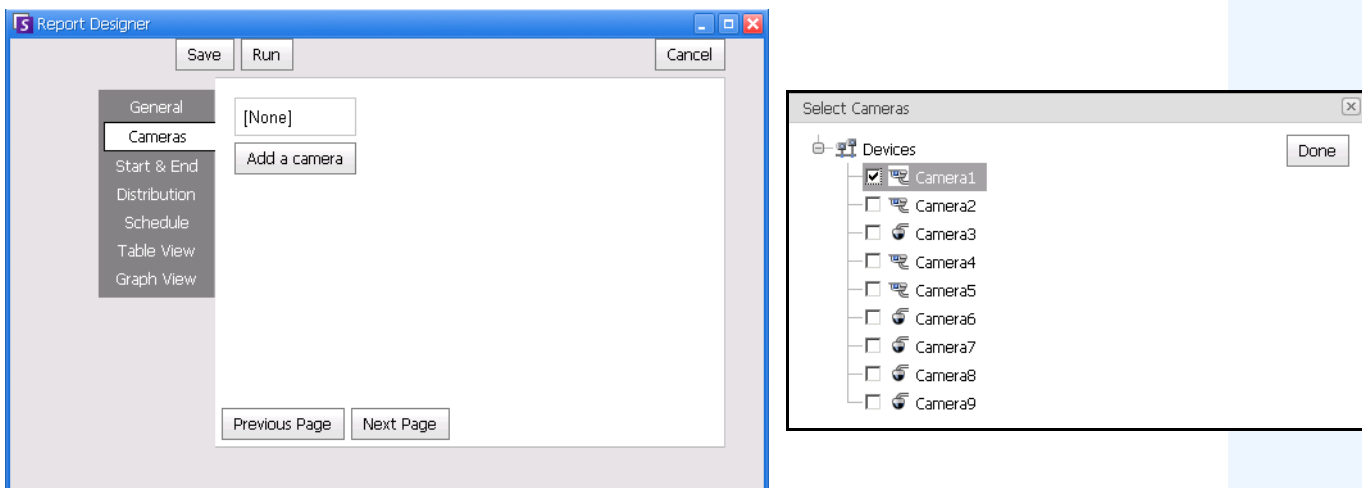 Report Designer
Save Run Cancel
General
Cameras
Start & End
Distribution
Schedule
Table View
Graph View
[None]
Add a camera
Previous Page Next Page
Select Cameras
Devices
Done
Camera1
Camera2
Camera3
Camera4
Camera5
Camera6
Camera7
Camera8
Camera9